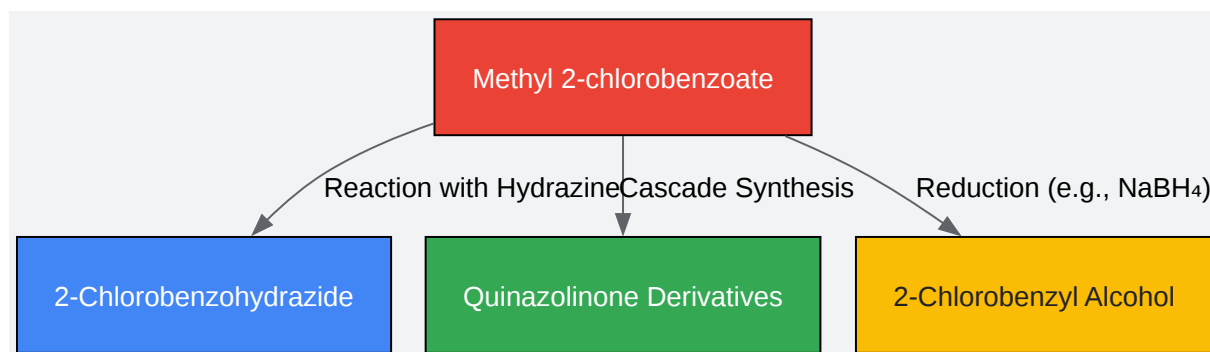 Methyl 2-chlorobenzoate
Reaction with Hydrazine
Cascade Synthesis
Reduction (e.g., NaBH₄)
2-Chlorobenzohydrazide
Quinazolinone Derivatives
2-Chlorobenzyl Alcohol